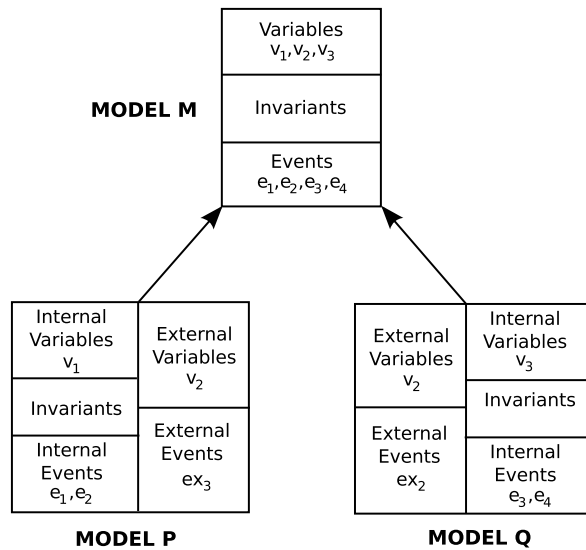 Variables
v1,v2,v3
MODEL M
Invariants
Events
e1,e2,e3,e4
Internal
Variables
v1
Invariants
Internal
Events
e1,e2
External
Variables
v2
External
Events
ex3
MODEL P
External
Variables
v2
External
Events
ex2
Internal
Variables
v3
Invariants
Internal
Events
e3,e4
MODEL Q